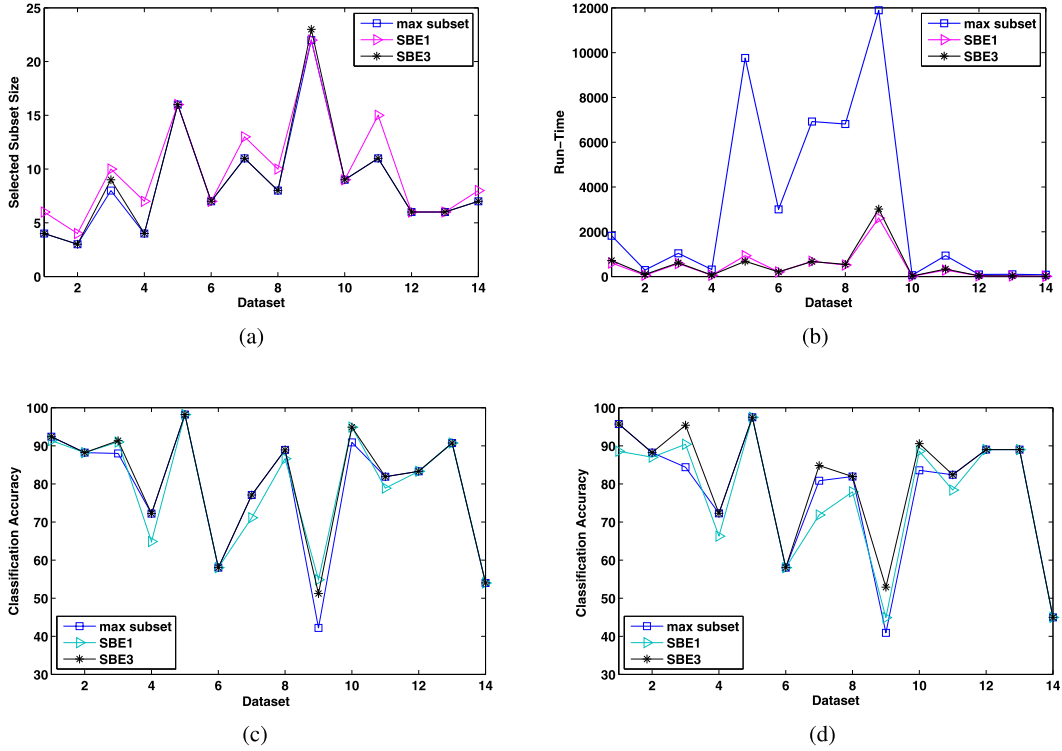 25
20
15
10
5
0
2
4
6
8
10
12
14
Selected Subset Size
Dataset
max subset
SBE1
SBE3
(a)
12000
10000
8000
6000
4000
2000
0
2
4
6
8
10
12
14
Run-Time
Dataset
max subset
SBE1
SBE3
(b)
100
90
80
70
60
50
40
30
2
4
6
8
10
12
14
Classification Accuracy
Dataset
max subset
SBE1
SBE3
(c)
100
90
80
70
60
50
40
30
2
4
6
8
10
12
14
Classification Accuracy
Dataset
max subset
SBE1
SBE3
(d)